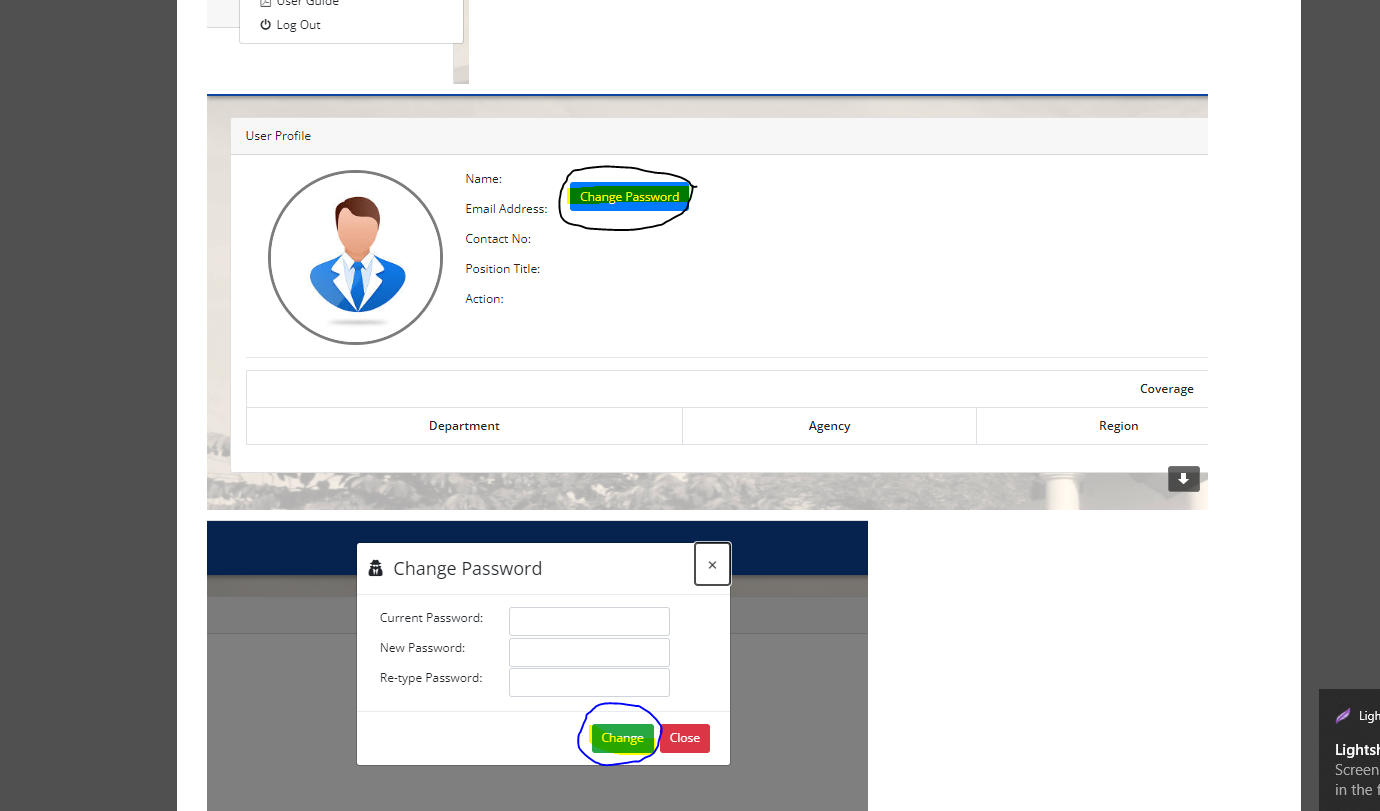 User Guide
Log Out
User Profile
Name:
Change Password
Email Address:
Contact No:
Position Title:
Action:
Coverage
Department
Agency
Region
Change Password
×
Current Password:
New Password:
Re-type Password:
Change
Close
Ligh
Lightsh
Screen
in the f